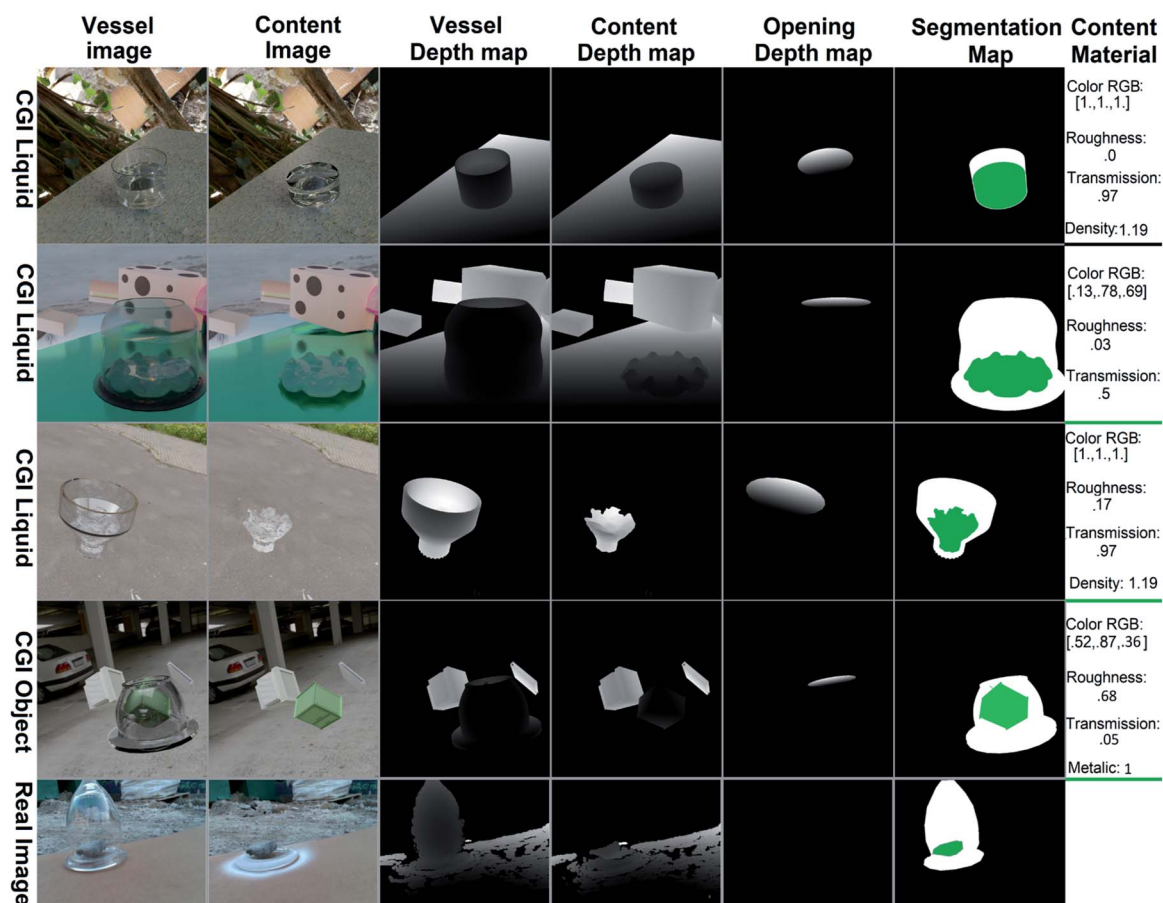 Vessel
image
Content
Image
Vessel
Depth map
Content
Depth map
Opening
Depth map
Segmentation
Map
Content
Material
CGI Liquid
Color RGB:
[1.,1.,1.]
Roughness:
.0
Transmission:
.97
Density:1.19
CGI Liquid
Color RGB:
[.13,.78,.69]
Roughness:
.03
Transmission:
.5
CGI Liquid
Color RGB:
[1.,1.,1.]
Roughness:
.17
Transmission:
.97
Density: 1.19
CGI Object
Color RGB:
[.52,.87,.36]
Roughness:
.68
Transmission:
.05
Metalic: 1
Real Image